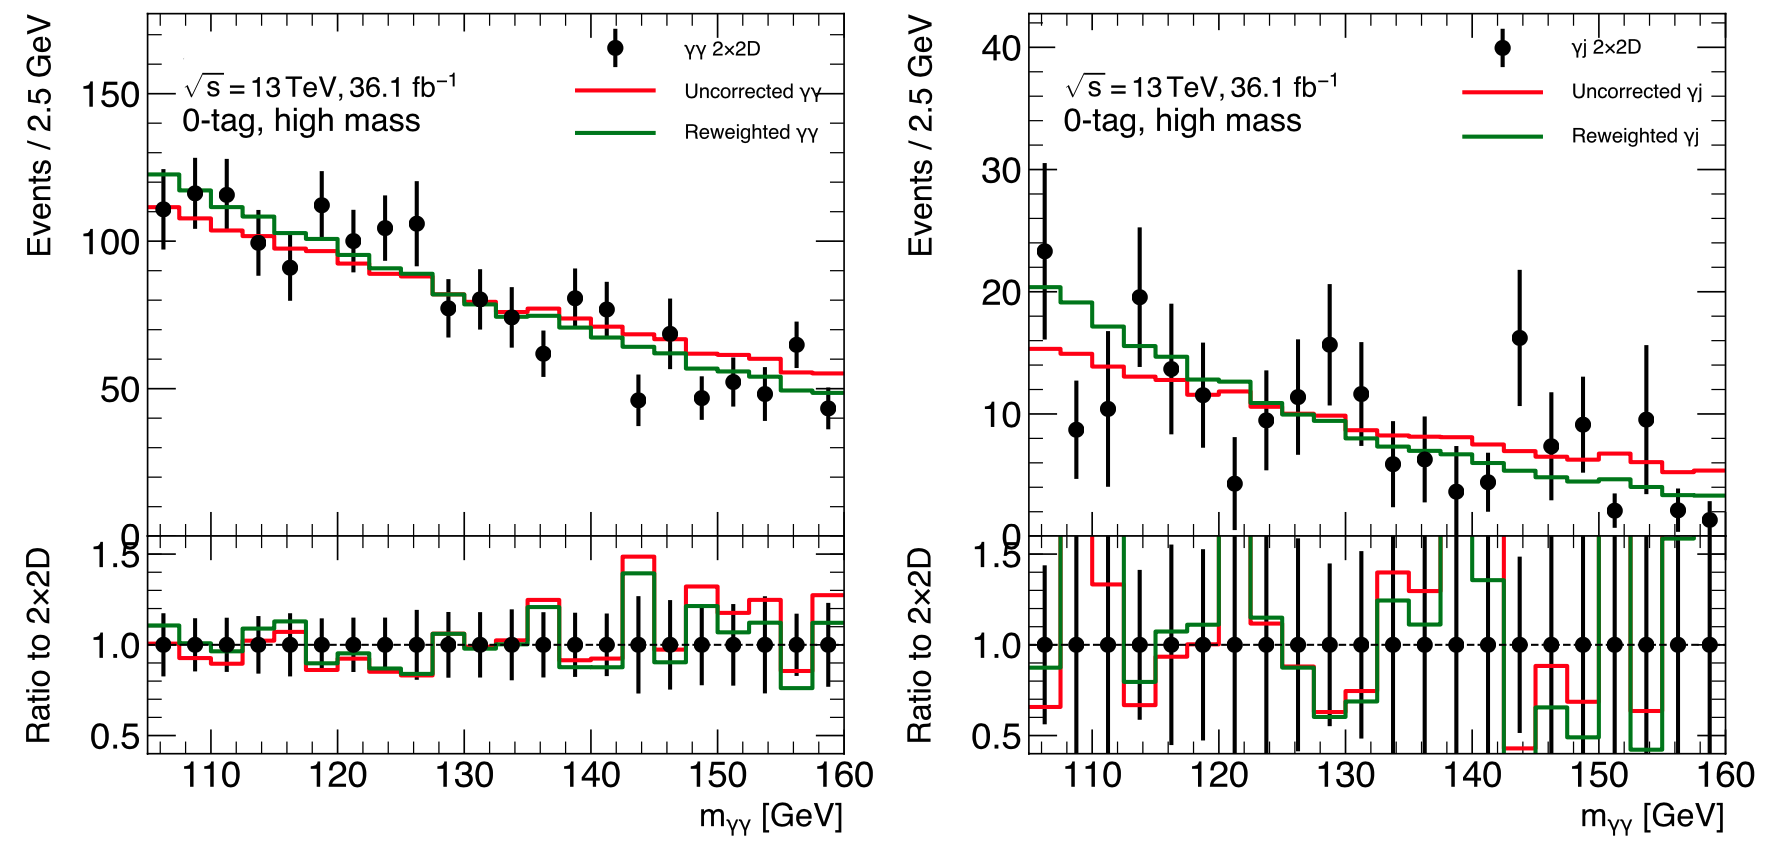 Events / 2.5 GeV
γγ 2×2D
√s = 13 TeV, 36.1 fb⁻¹
Uncorrected γγ
0-tag, high mass
Reweighted γγ
150
100
50
0
Ratio to 2×2D
1.5
1.0
0.5
110 120 130 140 150 160
mγγ [GeV]
Events / 2.5 GeV
γj 2×2D
√s = 13 TeV, 36.1 fb⁻¹
Uncorrected γj
0-tag, high mass
Reweighted γj
40
30
20
10
0
Ratio to 2×2D
1.5
1.0
0.5
110 120 130 140 150 160
mγγ [GeV]